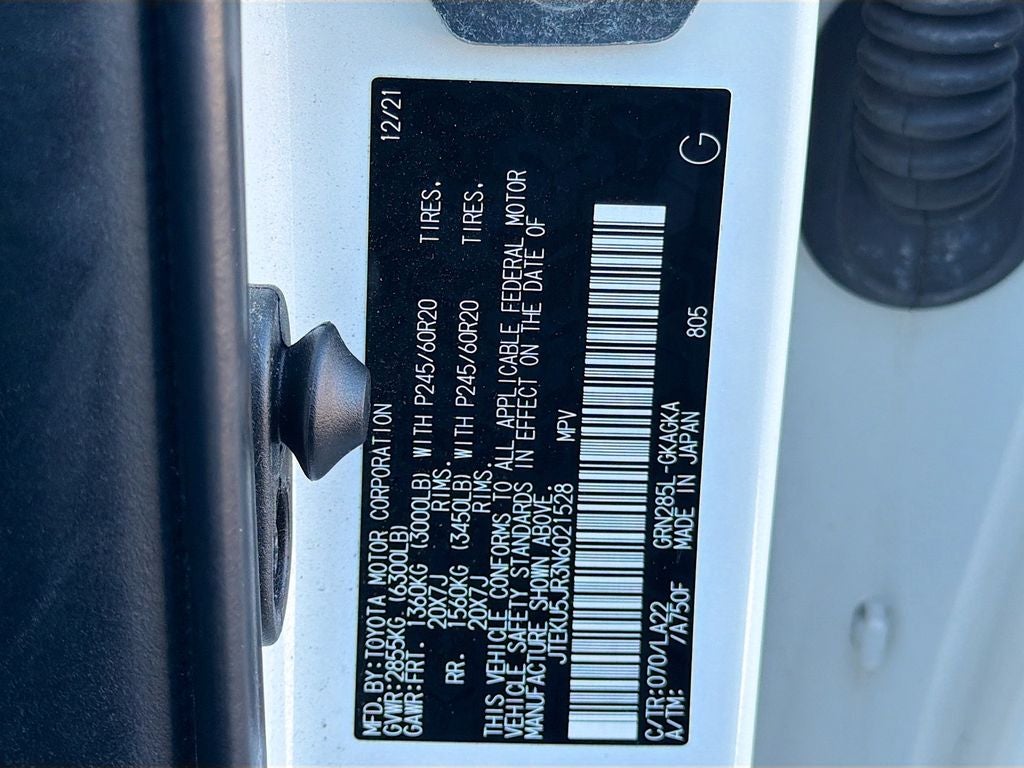 MFD.BY:TOYOTA MOTOR CORPORATION 12/21
GVWR:2855KG (6300LB)
GAWR:FRT. 1360KG (3000LB) WITH P245/60R20 TIRES.
20X7J RIMS.
RR. 1560KG (3450LB) WITH P245/60R20 TIRES.
20X7J RIMS.
THIS VEHICLE CONFORMS TO ALL APPLICABLE FEDERAL MOTOR
VEHICLE SAFETY STANDARDS IN EFFECT ON THE DATE OF
MANUFACTURE SHOWN ABOVE.
JTEKU5JR3N6021528 MPV
C/TR:070/LA22 GRN285L-GKAGKA
A/TM: /A750F MADE IN JAPAN 805 G